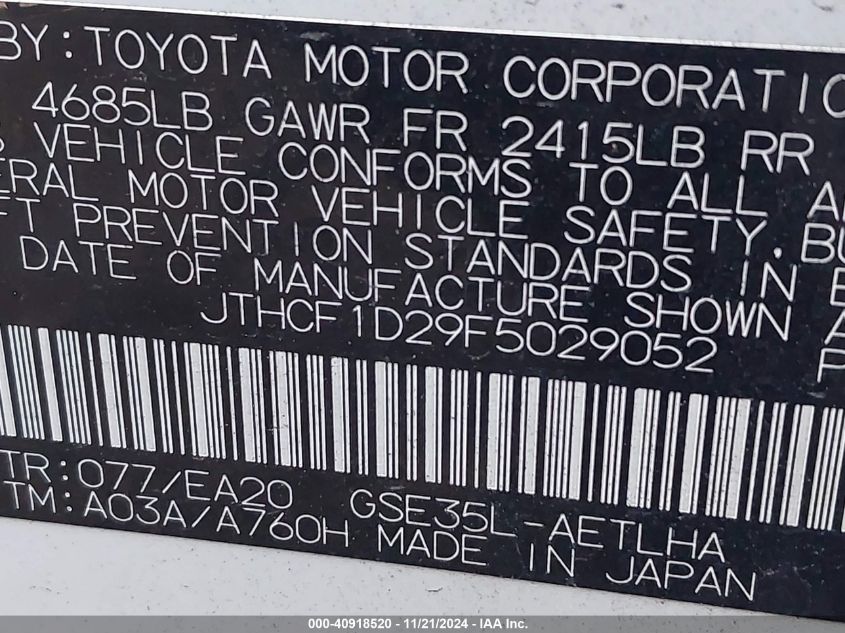 BY: TOYOTA MOTOR CORPORATIO
4685LB GAWR FR 2415LB RR
VEHICLE CONFORMS TO ALL A
ERAL MOTOR VEHICLE SAFETY, BU
FT PREVENTION STANDARDS IN E
DATE OF MANUFACTURE SHOWN A
JTHCF1D29F5029052 P
TR: 077/EA20 GSE35L-AETLHA
TM: A03A/A760H MADE IN JAPAN
000-40918520 - 11/21/2024 - IAA Inc.